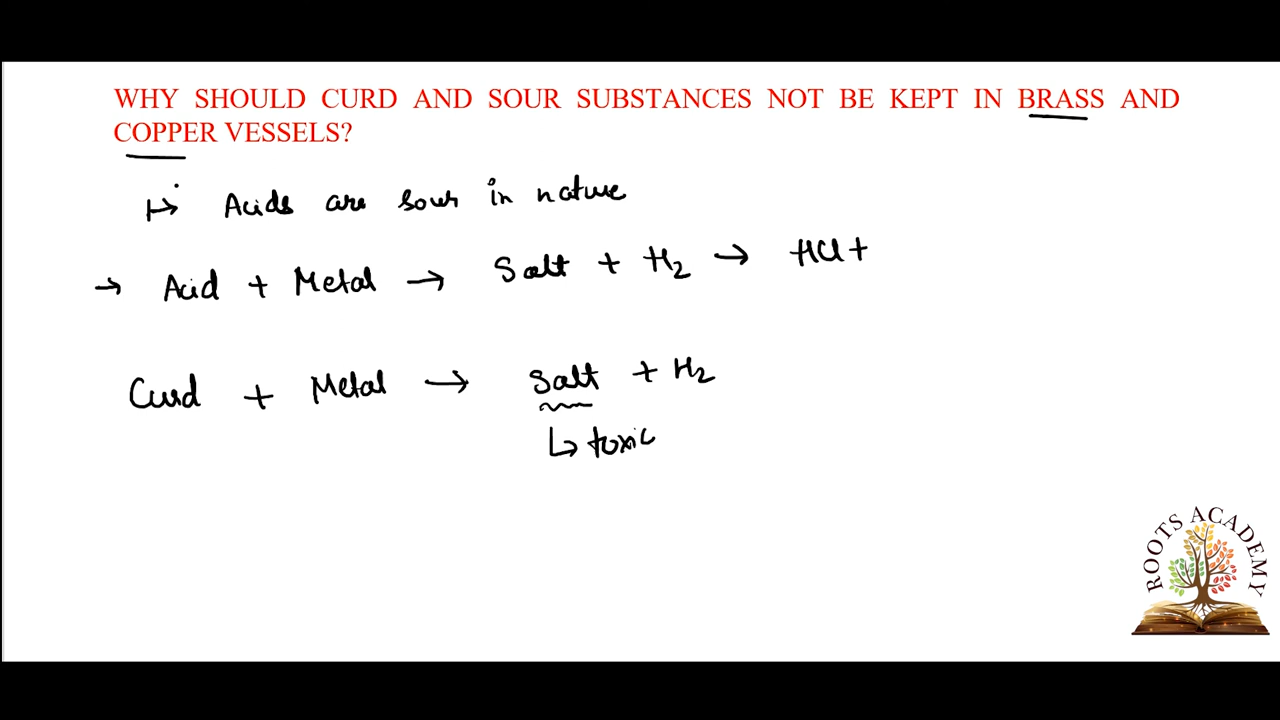 WHY SHOULD CURD AND SOUR SUBSTANCES NOT BE KEPT IN BRASS AND
COPPER VESSELS?
Acids are sour in nature
→ Acid + Metal → Salt + H₂ → HCl +
Curd + Metal → Salt + H₂
↳ toxic
ROOTS ACADEMY